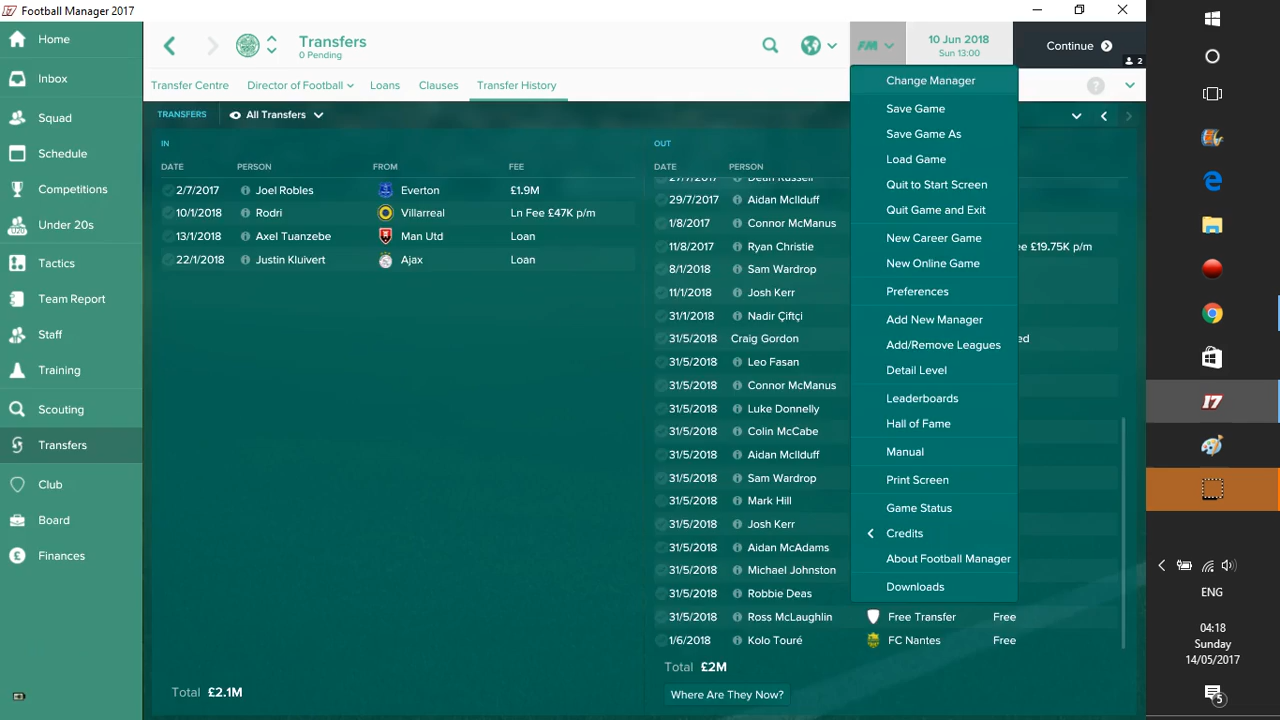 Football Manager 2017
Home
Inbox
Squad
Schedule
Competitions
Under 20s
Tactics
Team Report
Staff
Training
Scouting
Transfers
Club
Board
Finances
Transfers
0 Pending
FM
10 Jun 2018
Sun 13:00
Continue
2
Transfer Centre Director of Football Loans Clauses Transfer History
?
TRANSFERS All Transfers
IN
DATE PERSON FROM FEE
2/7/2017 Joel Robles Everton £1.9M
10/1/2018 Rodri Villarreal Ln Fee £47K p/m
13/1/2018 Axel Tuanzebe Man Utd Loan
22/1/2018 Justin Kluivert Ajax Loan
Total £2.1M
OUT
DATE PERSON
27/7/2017 Dean Russell
29/7/2017 Aidan McIlduff
1/8/2017 Connor McManus
11/8/2017 Ryan Christie e £19.75K p/m
8/1/2018 Sam Wardrop
11/1/2018 Josh Kerr
31/1/2018 Nadir Çiftçi
31/5/2018 Craig Gordon ed
31/5/2018 Leo Fasan
31/5/2018 Connor McManus
31/5/2018 Luke Donnelly
31/5/2018 Colin McCabe
31/5/2018 Aidan McIlduff
31/5/2018 Sam Wardrop
31/5/2018 Mark Hill
31/5/2018 Josh Kerr
31/5/2018 Aidan McAdams
31/5/2018 Michael Johnston
31/5/2018 Robbie Deas
31/5/2018 Ross McLaughlin Free Transfer Free
1/6/2018 Kolo Touré FC Nantes Free
Total £2M
Where Are They Now?
Change Manager
Save Game
Save Game As
Load Game
Quit to Start Screen
Quit Game and Exit
New Career Game
New Online Game
Preferences
Add New Manager
Add/Remove Leagues
Detail Level
Leaderboards
Hall of Fame
Manual
Print Screen
Game Status
Credits
About Football Manager
Downloads
17
ENG
04:18
Sunday
14/05/2017
5